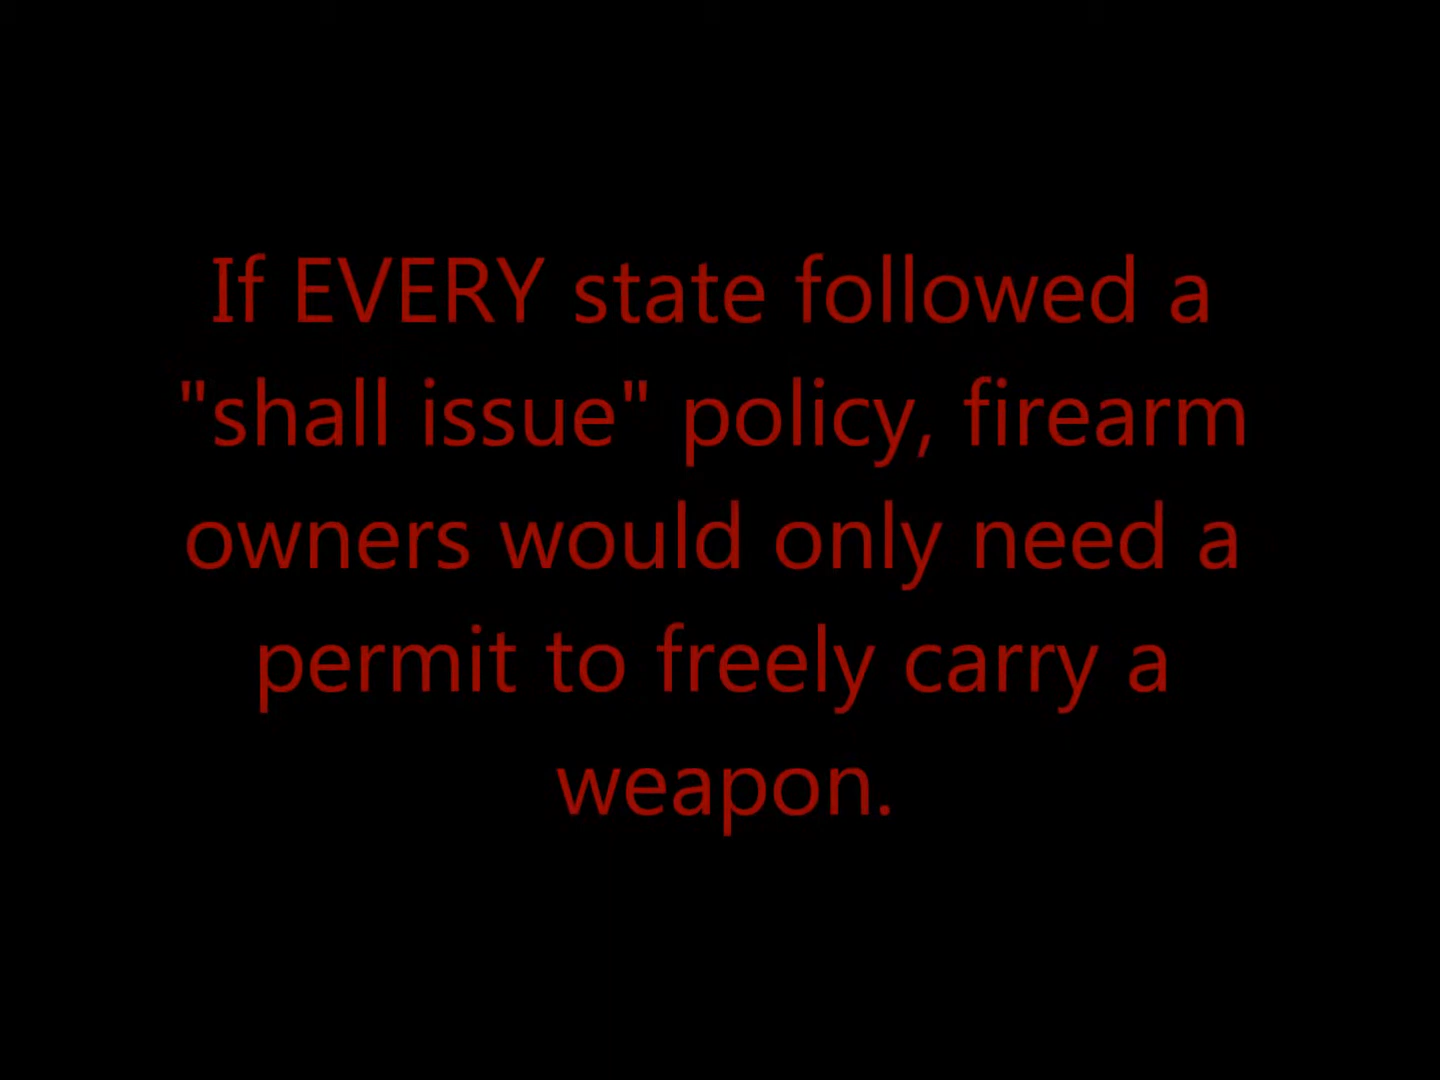 If EVERY state followed a
"shall issue" policy, firearm
owners would only need a
permit to freely carry a
weapon.